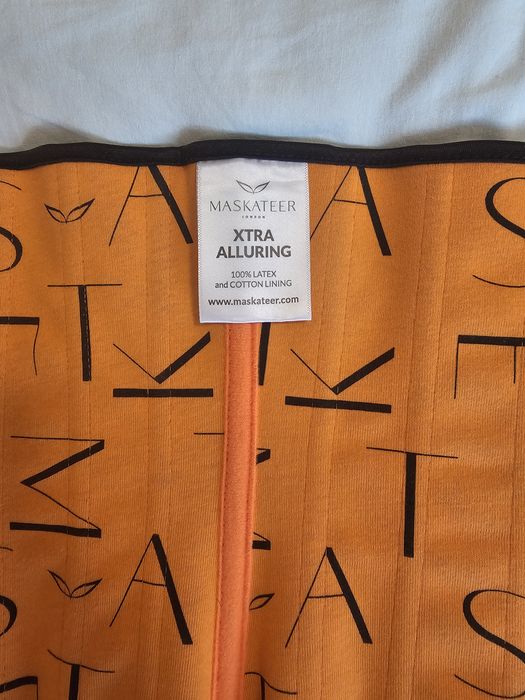 MASKATEER
LONDON
XTRA
ALLURING
100% LATEX
and COTTON LINING
www.maskateer.com
S A A S
T K K E
M T
A A S